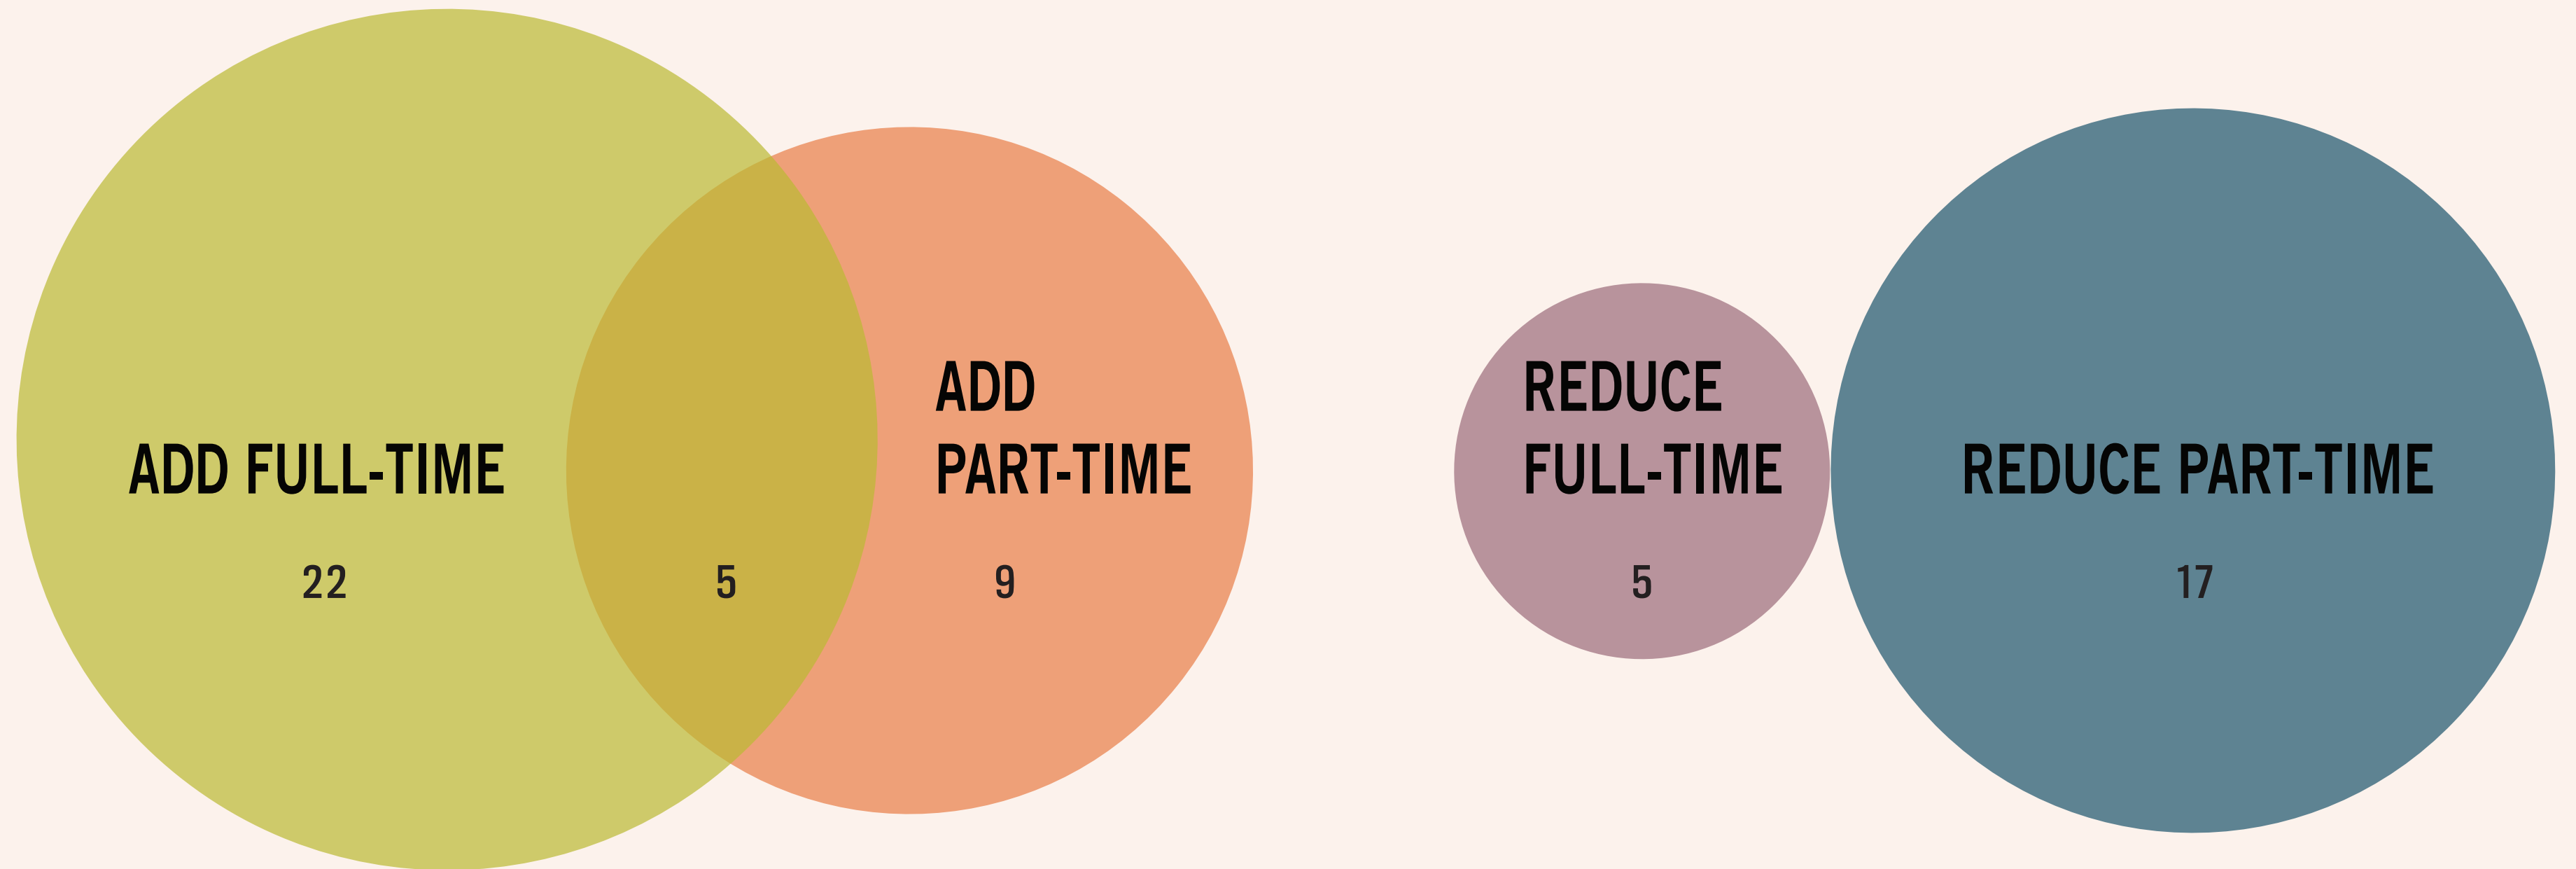 ADD FULL-TIME
22
5
ADD
PART-TIME
9
REDUCE
FULL-TIME
5
REDUCE PART-TIME
17